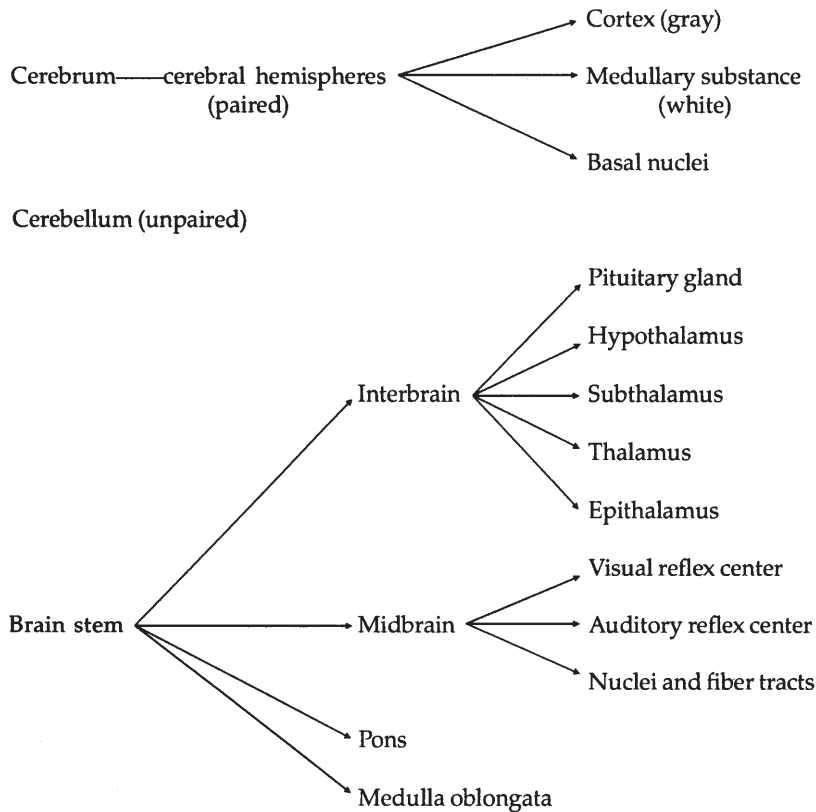 Cortex (gray)
Cerebrum cerebral hemispheres
(paired)
Medullary substance
(white)
Basal nuclei
Cerebellum (unpaired)
Pituitary gland
Hypothalamus
Interbrain
Subthalamus
Thalamus
Epithalamus
Visual reflex center
Brain stem
Midbrain
Auditory reflex center
Nuclei and fiber tracts
Pons
Medulla oblongata